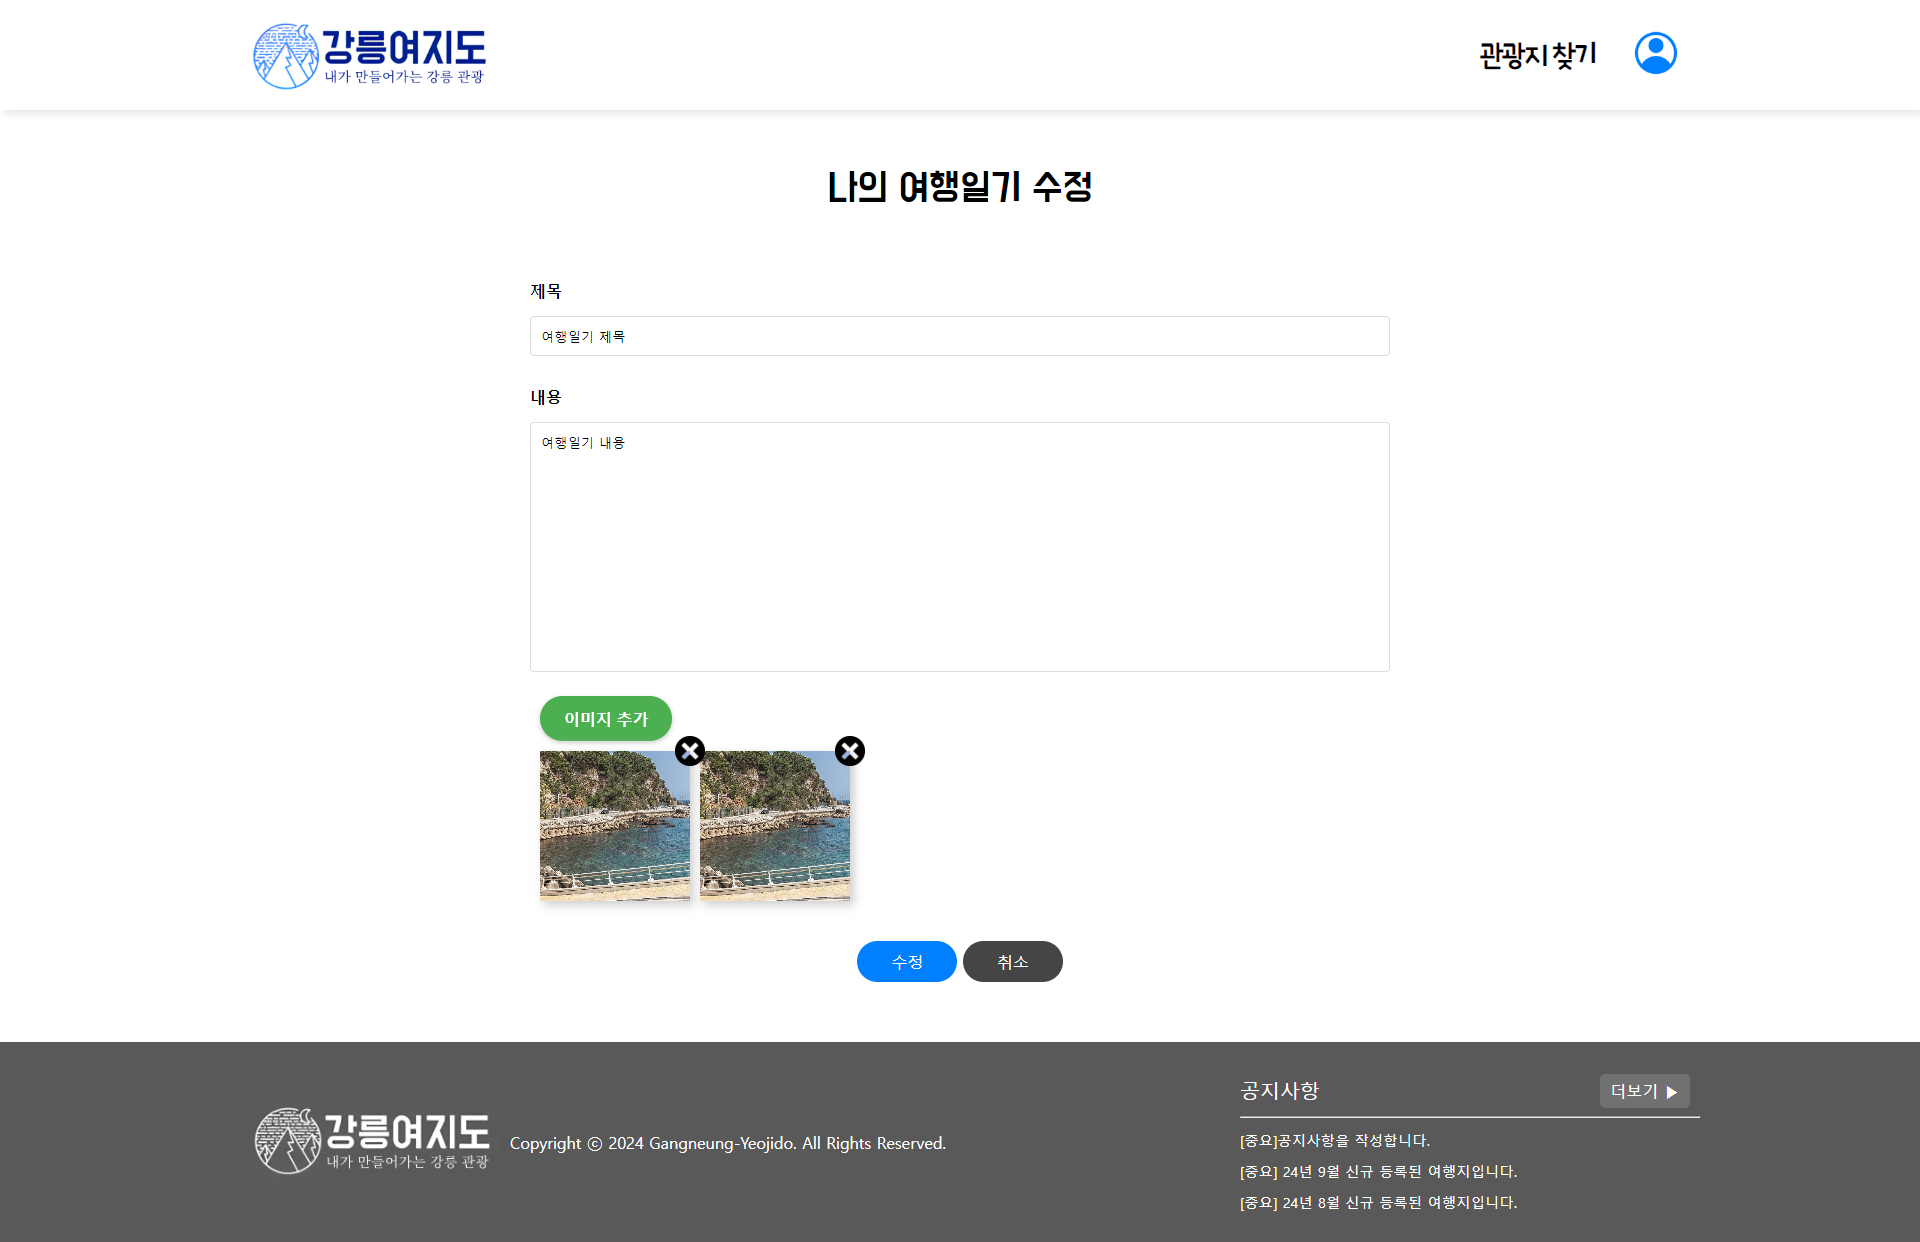 강릉여지도
내가 만들어가는 강릉 관광
관광지 찾기
나의 여행일기 수정
제목
여행일기 제목
내용
여행일기 내용
이미지 추가
수정 취소
공지사항 더보기 ▶
강릉여지도
내가 만들어가는 강릉 관광
Copyright ⓒ 2024 Gangneung-Yeojido. All Rights Reserved.
[중요]공지사항을 작성합니다.
[중요] 24년 9월 신규 등록된 여행지입니다.
[중요] 24년 8월 신규 등록된 여행지입니다.